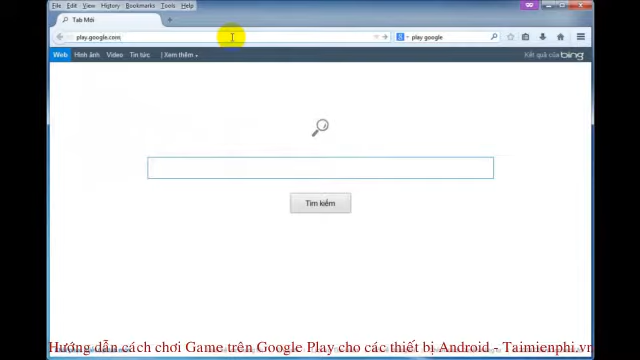 File Edit View History Bookmarks Tools Help
Tab Mới
play.google.com
play google
Web Hình ảnh Video Tin tức | Xem thêm
Kết quả của bing
Tìm kiếm
Hướng dẫn cách chơi Game trên Google Play cho các thiết bị Android - Taimienphi.vn